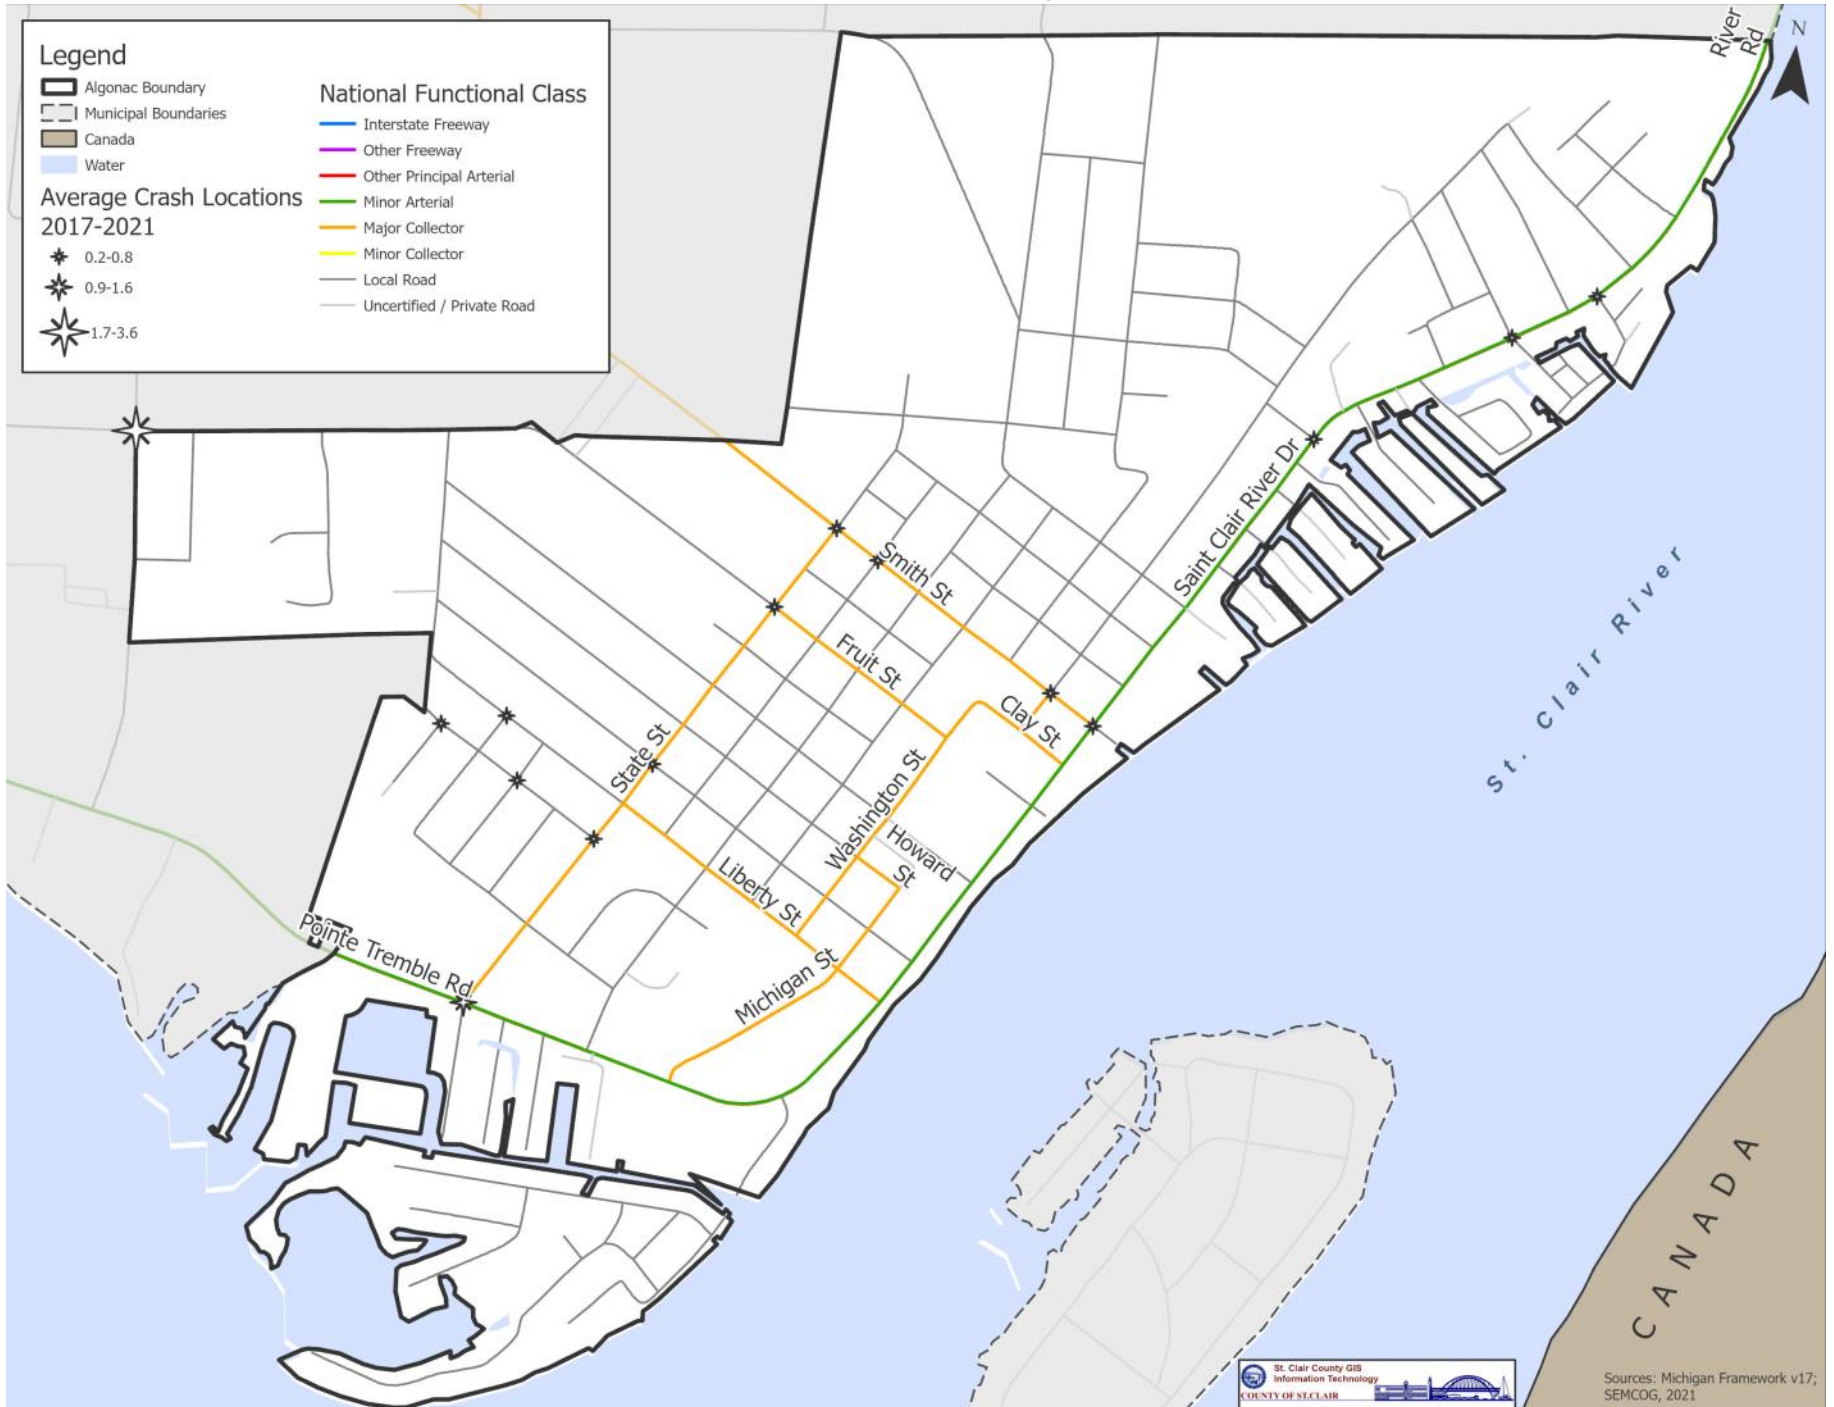 Legend
Algonac Boundary
Municipal Boundaries
Canada
Water
Average Crash Locations
2017-2021
0.2-0.8
0.9-1.6
1.7-3.6
National Functional Class
Interstate Freeway
Other Freeway
Other Principal Arterial
Minor Arterial
Major Collector
Minor Collector
Local Road
Uncertified / Private Road
River
Rd
N
Saint Clair River Dr
Smith St
Fruit St
Clay St
State St
Washington St
Howard
St
Liberty St
Michigan St
Pointe Tremble Rd
St. Clair River
CANADA
St. Clair County GIS
Information Technology
COUNTY OF ST.CLAIR
Sources: Michigan Framework v17;
SEMCOG, 2021